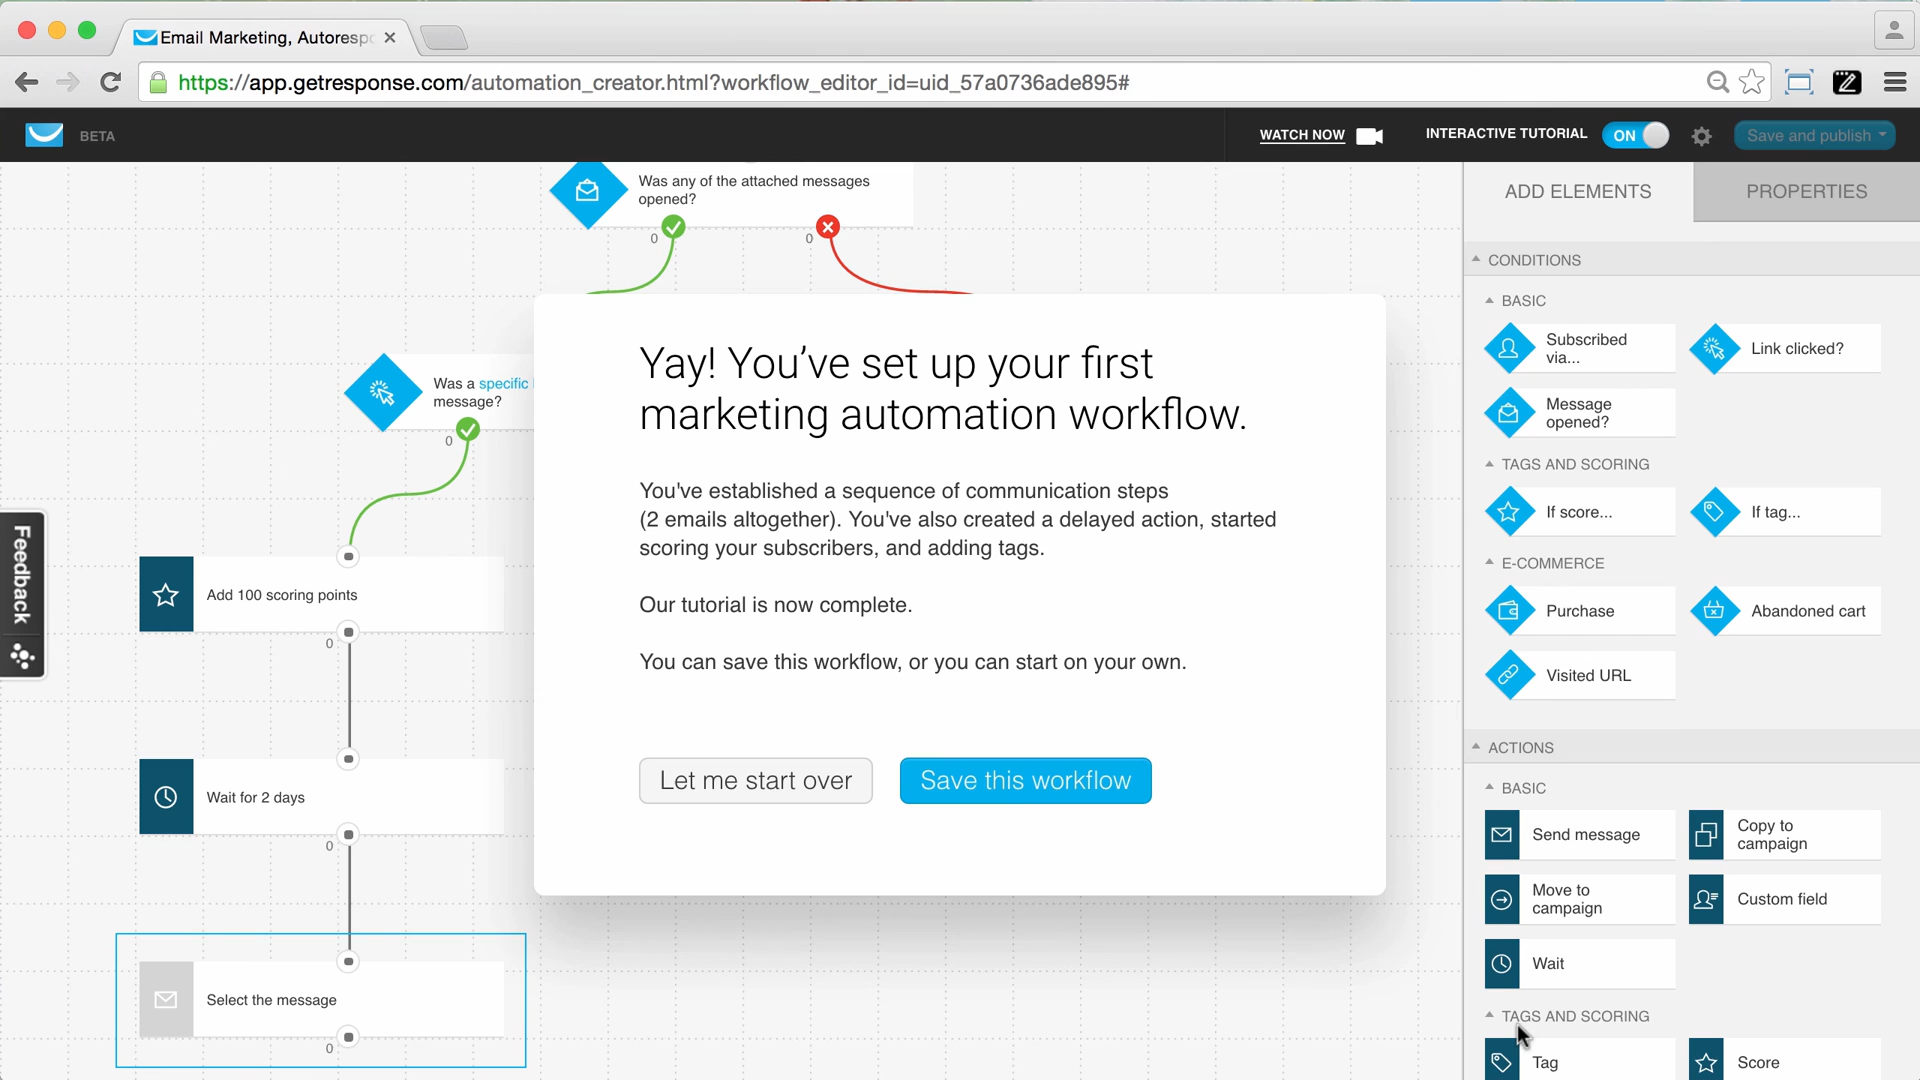 Email Marketing, Autoresp
https://app.getresponse.com/automation_creator.html?workflow_editor_id=uid_57a0736ade895#
BETA
WATCH NOW
INTERACTIVE TUTORIAL
ON
Save and publish
Was any of the attached messages
opened?
0
0
Was a specific
message?
0
Add 100 scoring points
0
Wait for 2 days
0
Select the message
0
Feedback
Yay! You’ve set up your first
marketing automation workflow.
You've established a sequence of communication steps
(2 emails altogether). You've also created a delayed action, started
scoring your subscribers, and adding tags.
Our tutorial is now complete.
You can save this workflow, or you can start on your own.
Let me start over
Save this workflow
ADD ELEMENTS
PROPERTIES
CONDITIONS
BASIC
Subscribed
via...
Link clicked?
Message
opened?
TAGS AND SCORING
If score...
If tag...
E-COMMERCE
Purchase
Abandoned cart
Visited URL
ACTIONS
BASIC
Send message
Copy to
campaign
Move to
campaign
Custom field
Wait
TAGS AND SCORING
Tag
Score